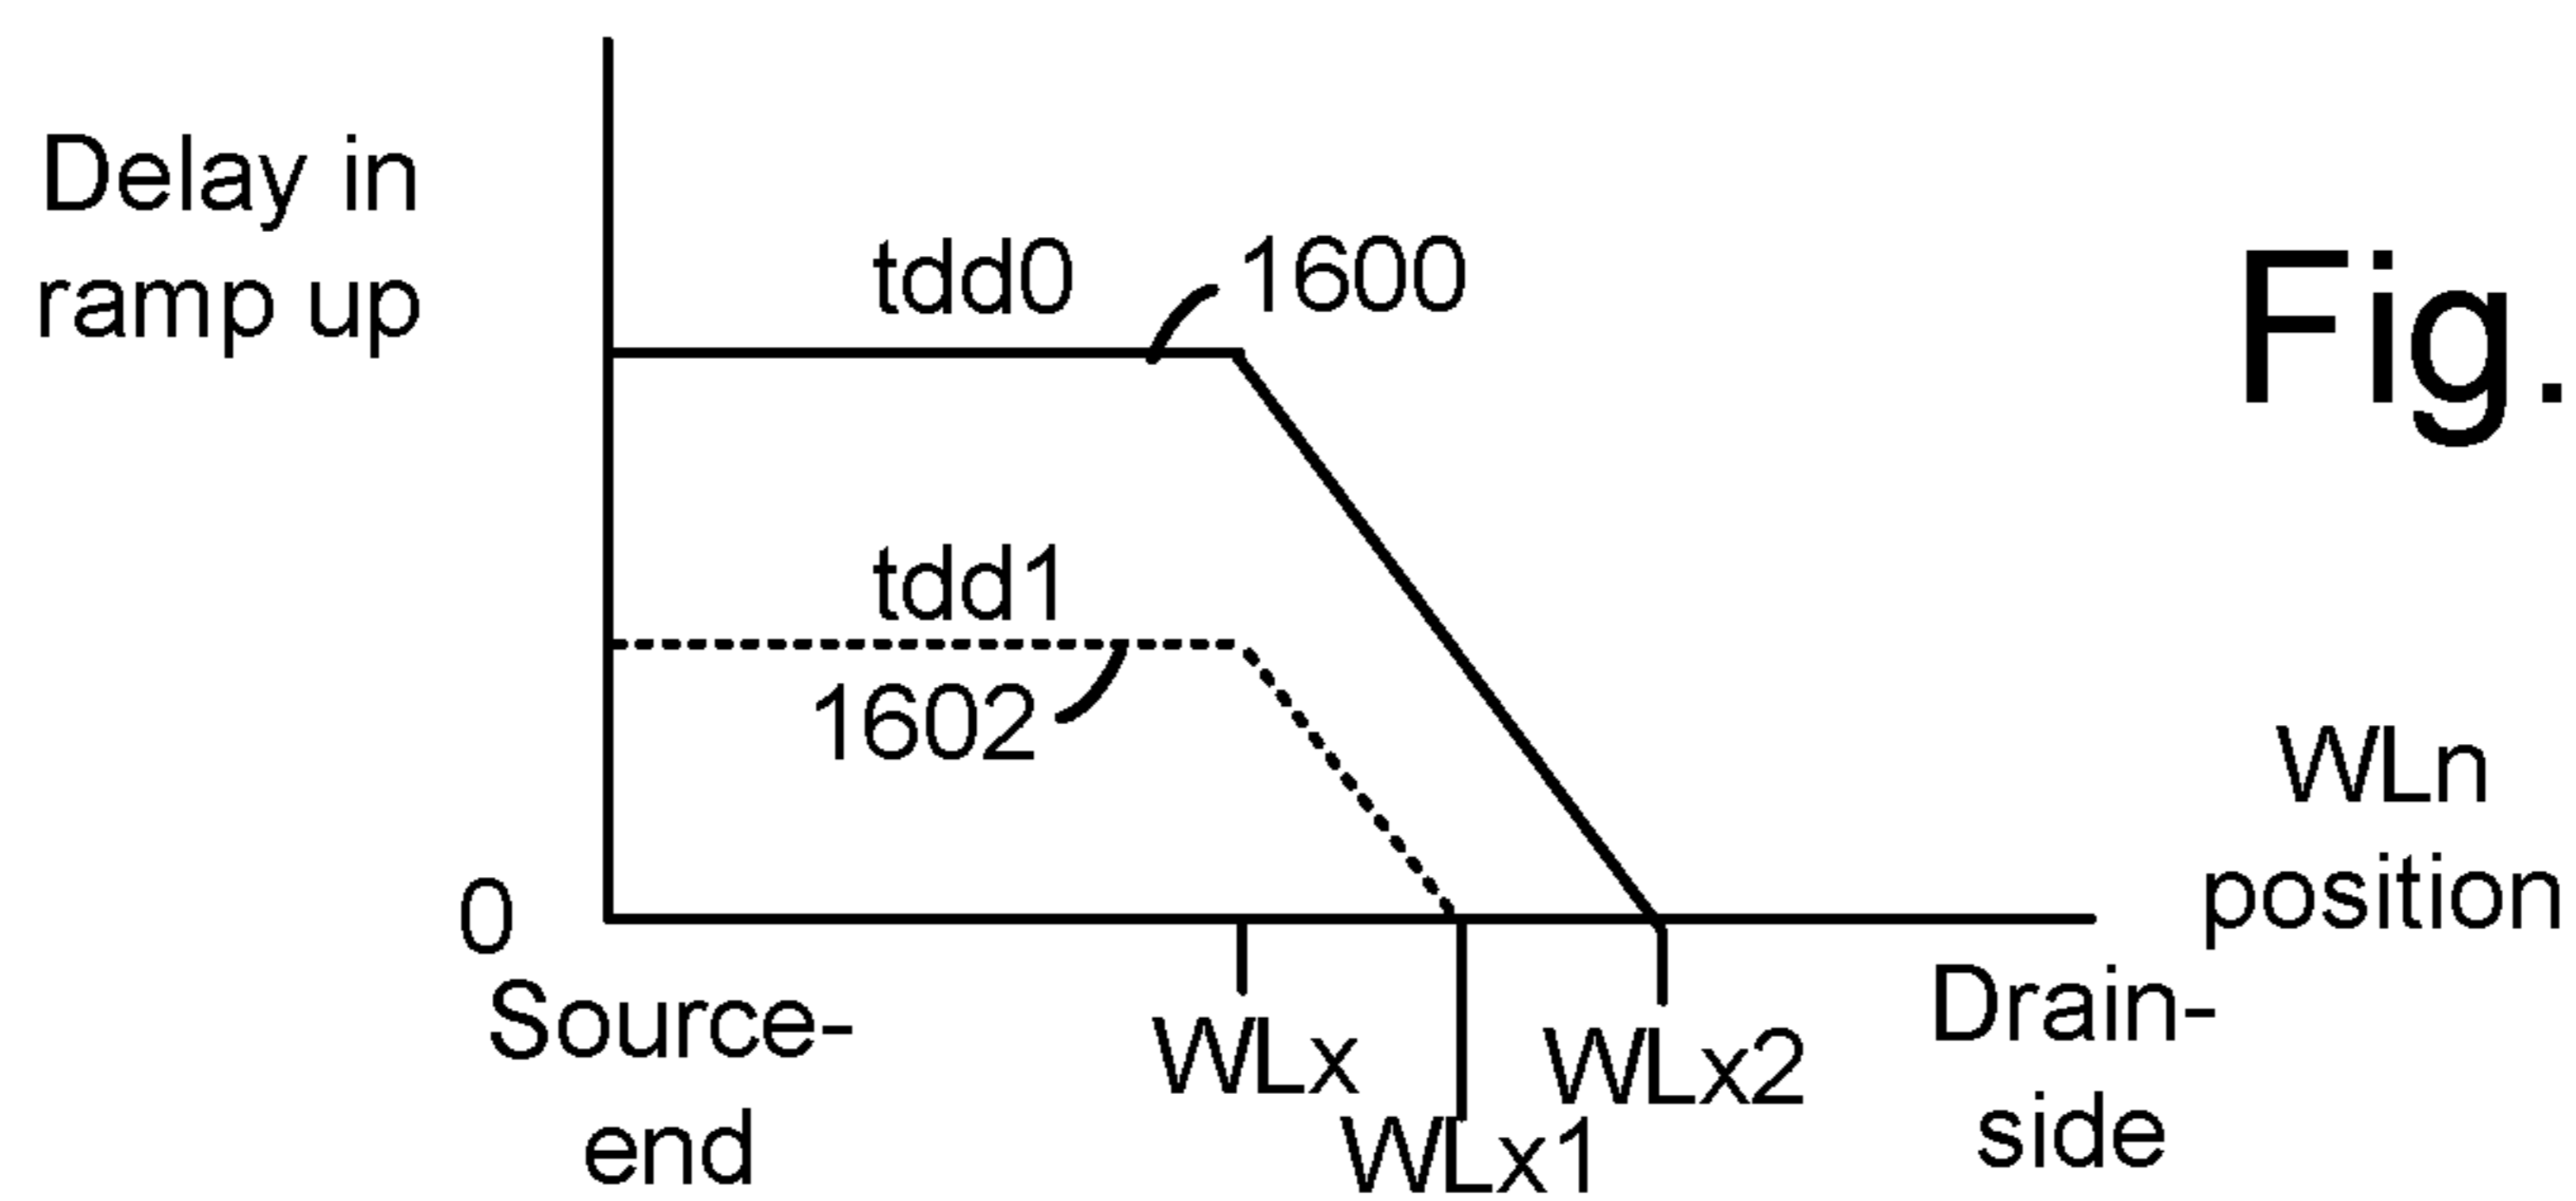 Delay in
ramp up
tdd0
1600
Fig.
tdd1
1602
WLn
position
0
Source-
end
WLx
WLx1
WLx2
Drain-
side